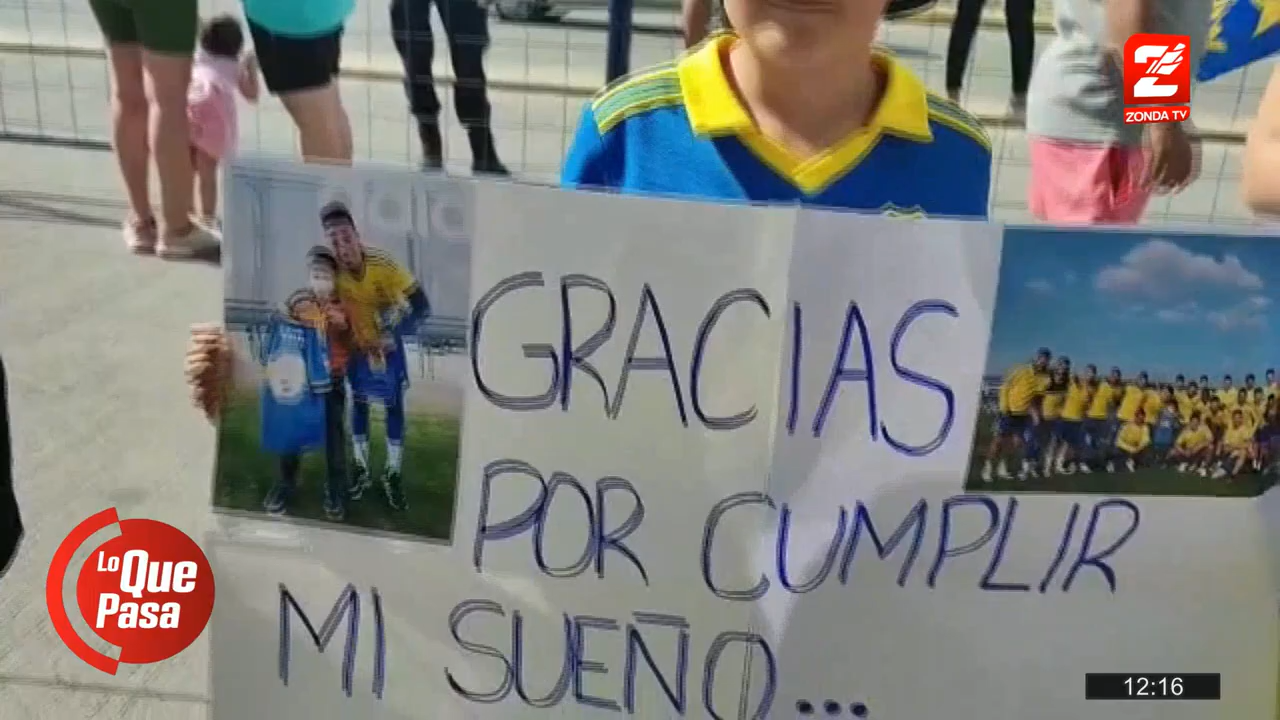 ZONDA TV
GRACIAS
POR CUMPLIR
MI SUEÑO...
Lo Que
Pasa
12:16